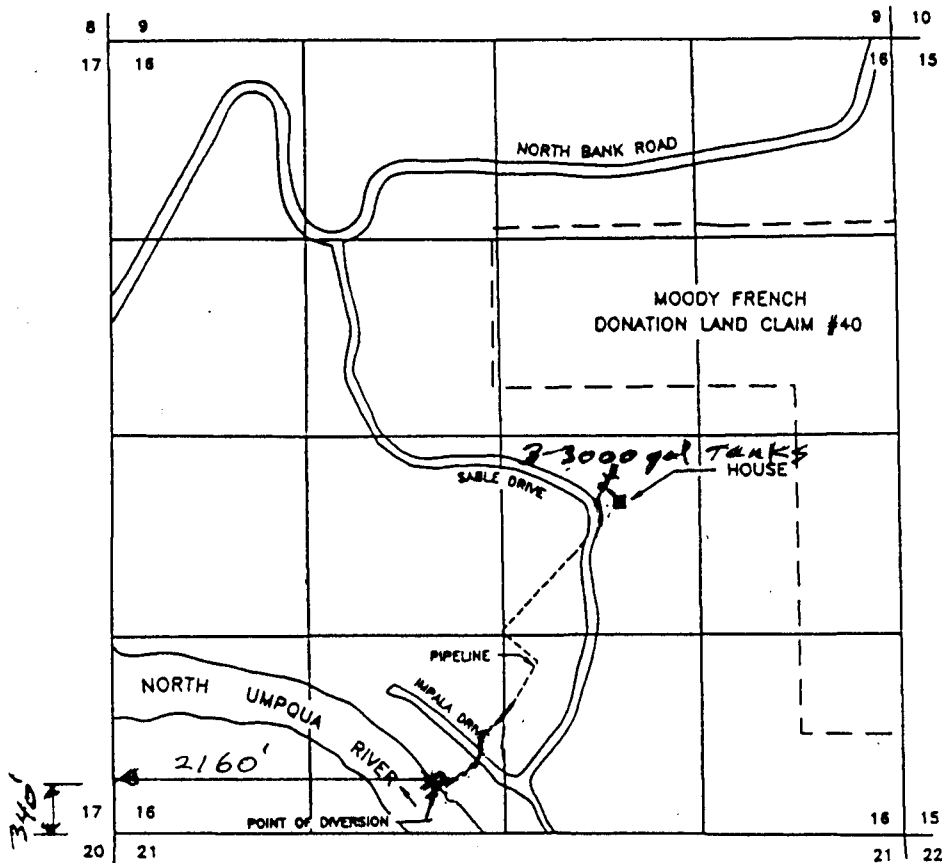 8 9
9 10
17 16
16 15
NORTH BANK ROAD
MOODY FRENCH
DONATION LAND CLAIM #40
3-3000 gal Tanks
HOUSE
SABLE DRIVE
PIPELINE
IMPALA DRIVE
NORTH UMPQUA RIVER
2160'
340'
POINT OF DIVERSION
17 16
16 15
20 21
21 22